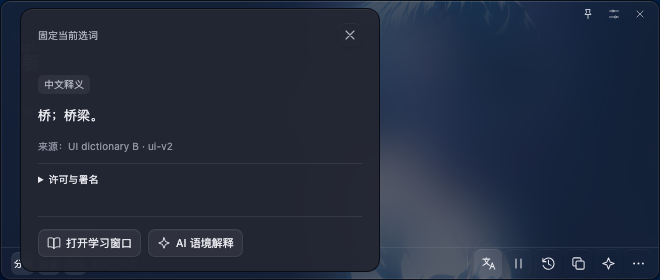 固定当前选词
中文释义
桥；桥梁。
来源：UI dictionary B · ui-v2
许可与署名
打开学习窗口
AI 语境解释
分